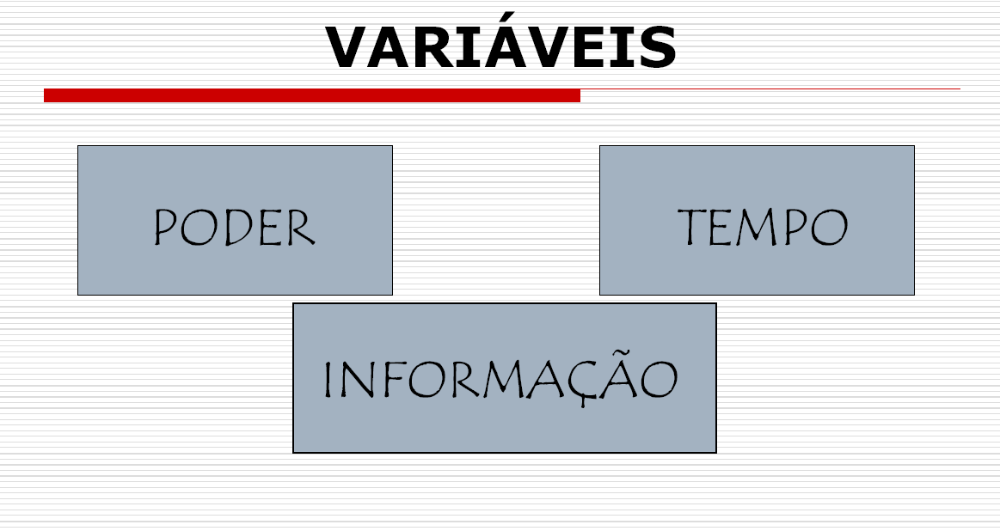 VARIÁVEIS
PODER
TEMPO
INFORMAÇÃO